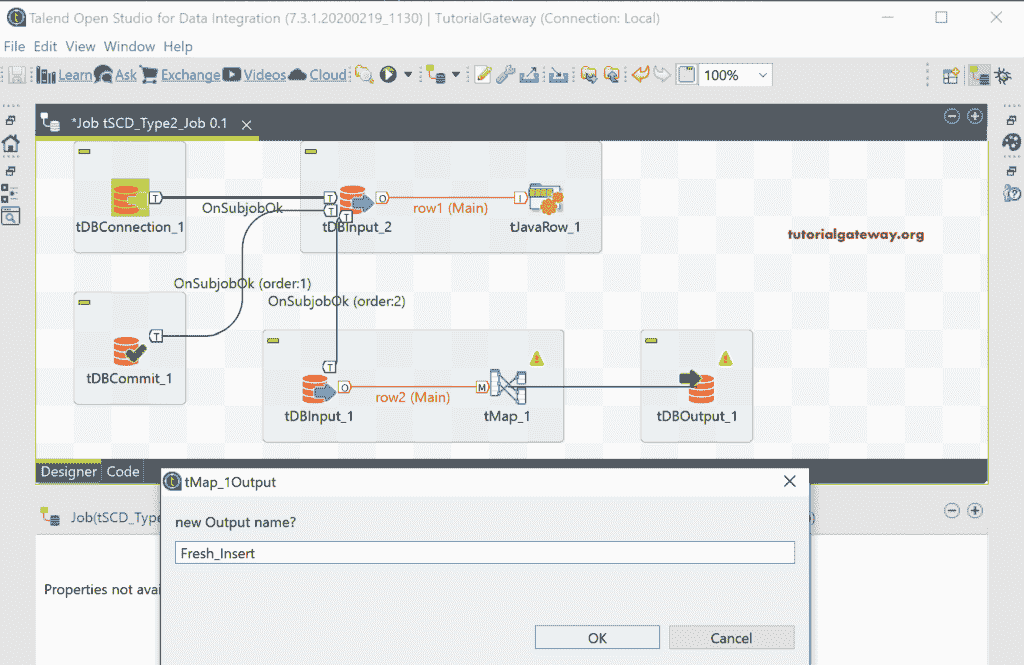 Talend Open Studio for Data Integration (7.3.1.20200219_1130) | TutorialGateway (Connection: Local)
File Edit View Window Help
Learn Ask Exchange Videos Cloud 100%
*Job tSCD_Type2_Job 0.1
T T O I
OnSubjobOk row1 (Main)
T T
tDBConnection_1 tDBInput_2 tJavaRow_1
tutorialgateway.org
OnSubjobOk (order:1)
OnSubjobOk (order:2)
T
tDBCommit_1
T
O M
row2 (Main)
tDBInput_1 tMap_1 tDBOutput_1
Designer Code
tMap_1Output
Job(tSCD_Type
new Output name?
Fresh_Insert
Properties not avai
OK Cancel